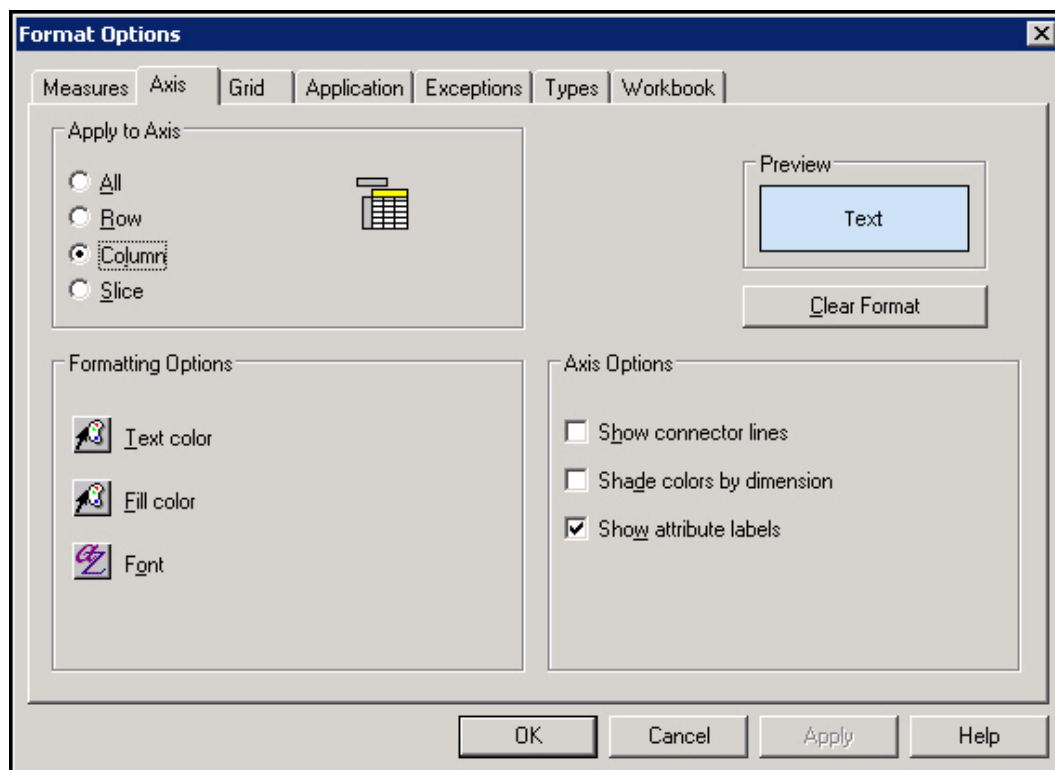 Format Options
Measures Axis Grid Application Exceptions Types Workbook
Apply to Axis
All
Row
Column
Slice
Preview
Text
Clear Format
Formatting Options
Text color
Fill color
Font
Axis Options
Show connector lines
Shade colors by dimension
Show attribute labels
OK Cancel Apply Help